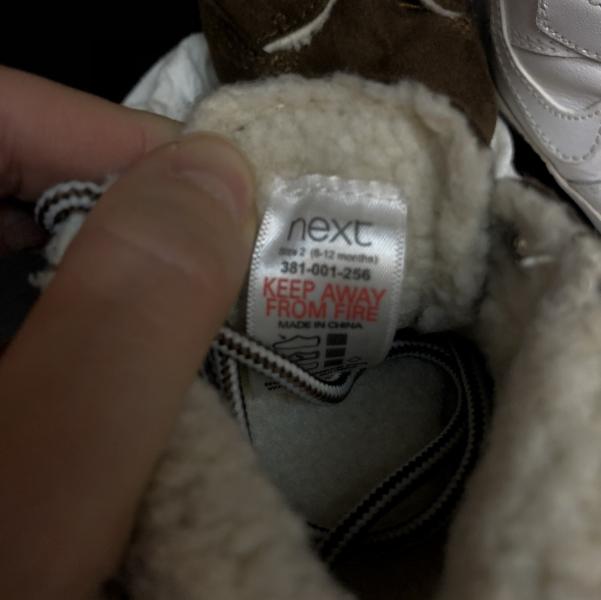 next
Size 2 (6-12 months)
381-001-256
KEEP AWAY
FROM FIRE
MADE IN CHINA